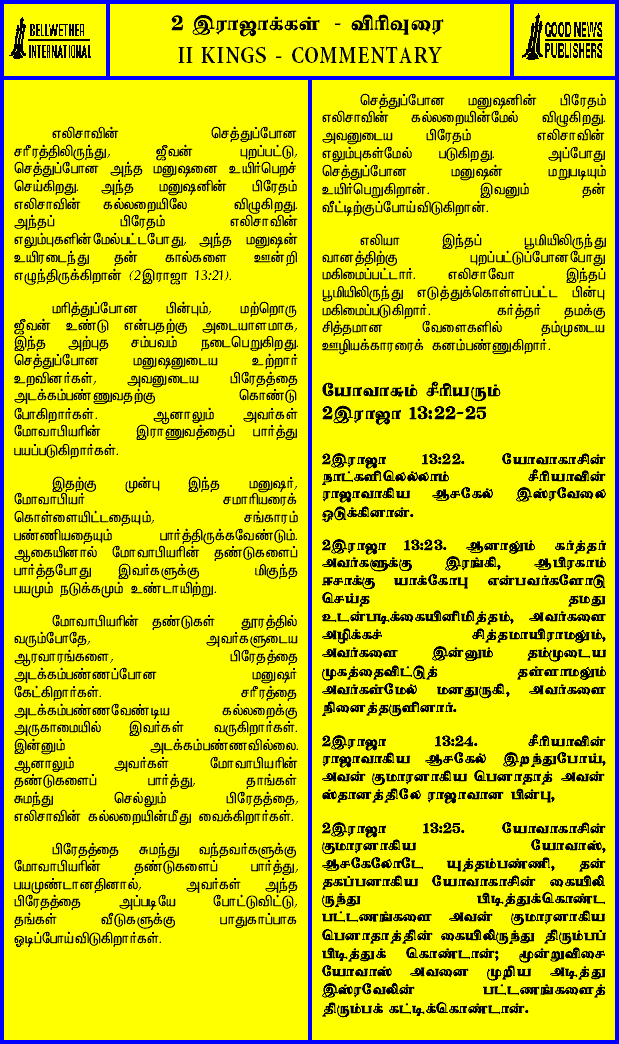 BELLWETHER
INTERNATIONAL
2 இராஜாக்கள் - விரிவுரை
II KINGS - COMMENTARY
GOOD NEWS
PUBLISHERS
எலிசாவின் செத்துப்போன
சரீரத்திலிருந்து, ஜீவன் புறப்பட்டு,
செத்துப்போன அந்த மனுஷனை உயிர்பெறச்
செய்கிறது. அந்த மனுஷனின் பிரேதம்
எலிசாவின் கல்லறையிலே விழுகிறது.
அந்தப் பிரேதம் எலிசாவின்
எலும்புகளின்மேல்பட்டபோது, அந்த மனுஷன்
உயிரடைந்து தன் கால்களை ஊன்றி
எழுந்திருக்கிறான் (2இராஜா 13:21).
மரித்துப்போன பின்பும், மற்றொரு
ஜீவன் உண்டு என்பதற்கு அடையாளமாக,
இந்த அற்புத சம்பவம் நடைபெறுகிறது.
செத்துப்போன மனுஷனுடைய உற்றார்
உறவினர்கள், அவனுடைய பிரேதத்தை
அடக்கம்பண்ணுவதற்கு கொண்டு
போகிறார்கள். ஆனாலும் அவர்கள்
மோவாபியரின் இராணுவத்தைப் பார்த்து
பயப்படுகிறார்கள்.
இதற்கு முன்பு இந்த மனுஷர்,
மோவாபியர் சமாரியரைக்
கொள்ளையிட்டதையும், சங்காரம்
பண்ணியதையும் பார்த்திருக்கவேண்டும்.
ஆகையினால் மோவாபியரின் தண்டுகளைப்
பார்த்தபோது இவர்களுக்கு மிகுந்த
பயமும் நடுக்கமும் உண்டாயிற்று.
மோவாபியரின் தண்டுகள் தூரத்தில்
வரும்போதே, அவர்களுடைய
ஆரவாரங்களை, பிரேதத்தை
அடக்கம்பண்ணப்போன மனுஷர்
கேட்கிறார்கள். சரீரத்தை
அடக்கம்பண்ணவேண்டிய கல்லறைக்கு
அருகாமையில் இவர்கள் வருகிறார்கள்.
இன்னும் அடக்கம்பண்ணவில்லை.
ஆனாலும் அவர்கள் மோவாபியரின்
தண்டுகளைப் பார்த்து, தாங்கள்
சுமந்து செல்லும் பிரேதத்தை,
எலிசாவின் கல்லறையின்மீது வைக்கிறார்கள்.
பிரேதத்தை சுமந்து வந்தவர்களுக்கு
மோவாபியரின் தண்டுகளைப் பார்த்து,
பயமுண்டானதினால், அவர்கள் அந்த
பிரேதத்தை அப்படியே போட்டுவிட்டு,
தங்கள் வீடுகளுக்கு பாதுகாப்பாக
ஓடிப்போய்விடுகிறார்கள்.
செத்துப்போன மனுஷனின் பிரேதம்
எலிசாவின் கல்லறையின்மேல் விழுகிறது.
அவனுடைய பிரேதம் எலிசாவின்
எலும்புகள்மேல் படுகிறது. அப்போது
செத்துப்போன மனுஷன் மறுபடியும்
உயிர்பெறுகிறான். இவனும் தன்
வீட்டிற்குப்போய்விடுகிறான்.
எலியா இந்தப் பூமியிலிருந்து
வானத்திற்கு புறப்பட்டுப்போனபோது
மகிமைப்பட்டார். எலிசாவோ இந்தப்
பூமியிலிருந்து எடுத்துக்கொள்ளப்பட்ட பின்பு
மகிமைப்படுகிறார். கர்த்தர் தமக்கு
சித்தமான வேளைகளில் தம்முடைய
ஊழியக்காரரைக் கனம்பண்ணுகிறார்.
யோவாசும் சீரியரும்
2இராஜா 13:22-25
2இராஜா 13:22. யோவாகாசின்
நாட்களிலெல்லாம் சீரியாவின்
ராஜாவாகிய ஆசகேல் இஸ்ரவேலை
ஒடுக்கினான்.
2இராஜா 13:23. ஆனாலும் கர்த்தர்
அவர்களுக்கு இரங்கி, ஆபிரகாம்
ஈசாக்கு யாக்கோபு என்பவர்களோடு
செய்த தமது
உடன்படிக்கையினிமித்தம், அவர்களை
அழிக்கச் சித்தமாயிராமலும்,
அவர்களை இன்னும் தம்முடைய
முகத்தைவிட்டுத் தள்ளாமலும்
அவர்கள்மேல் மனதுருகி, அவர்களை
நினைத்தருளினார்.
2இராஜா 13:24. சீரியாவின்
ராஜாவாகிய ஆசகேல் இறந்துபோய்,
அவன் குமாரனாகிய பெனாதாத் அவன்
ஸ்தானத்திலே ராஜாவான பின்பு,
2இராஜா 13:25. யோவாகாசின்
குமாரனாகிய யோவாஸ்,
ஆசகேலோடே யுத்தம்பண்ணி, தன்
தகப்பனாகிய யோவாகாசின் கையிலி
ருந்து பிடித்துக்கொண்ட
பட்டணங்களை அவன் குமாரனாகிய
பெனாதாத்தின் கையிலிருந்து திரும்பப்
பிடித்துக் கொண்டான்; மூன்றுவிசை
யோவாஸ் அவனை முறிய அடித்து
இஸ்ரவேலின் பட்டணங்களைத்
திரும்பக் கட்டிக்கொண்டான்.